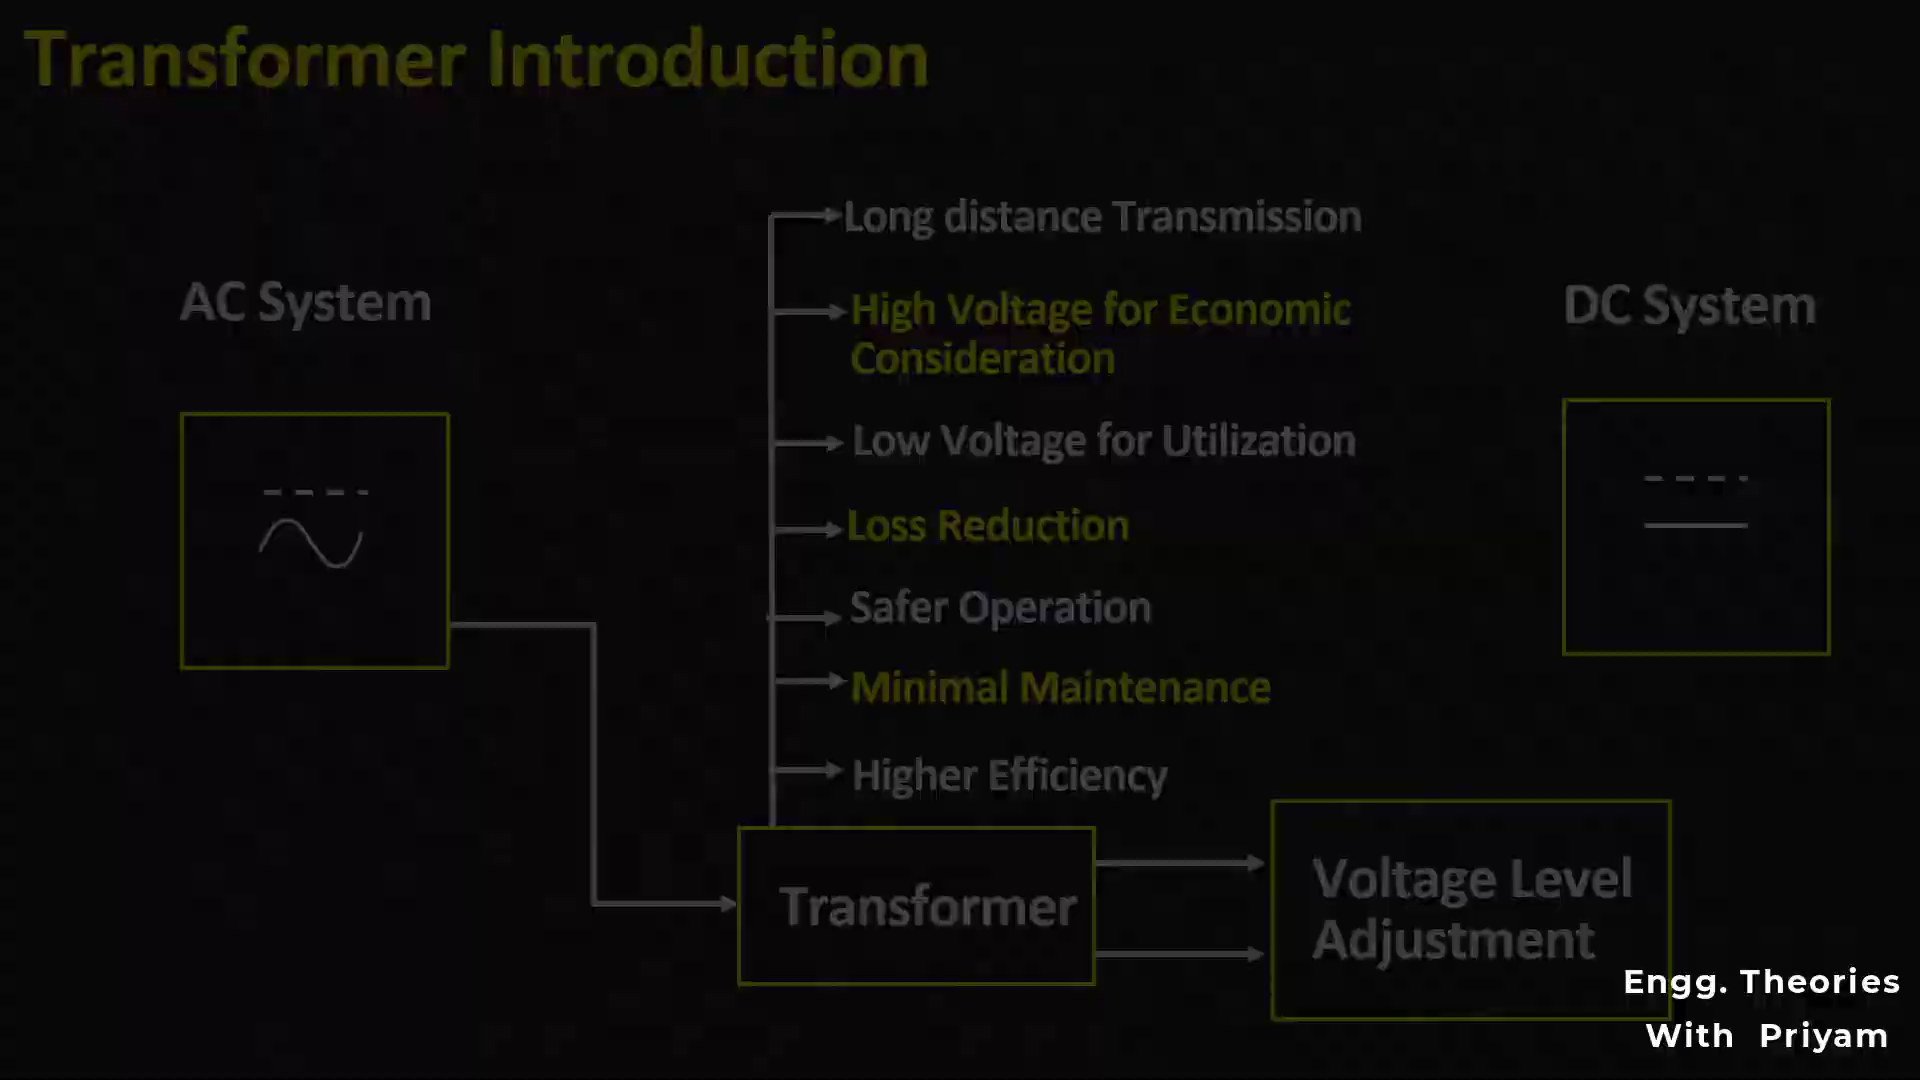 Transformer Introduction
Long distance Transmission
AC System
High Voltage for Economic
Consideration
DC System
Low Voltage for Utilization
Loss Reduction
Safer Operation
Minimal Maintenance
Higher Efficiency
Transformer
Voltage Level
Adjustment
Engg. Theories
With Priyam